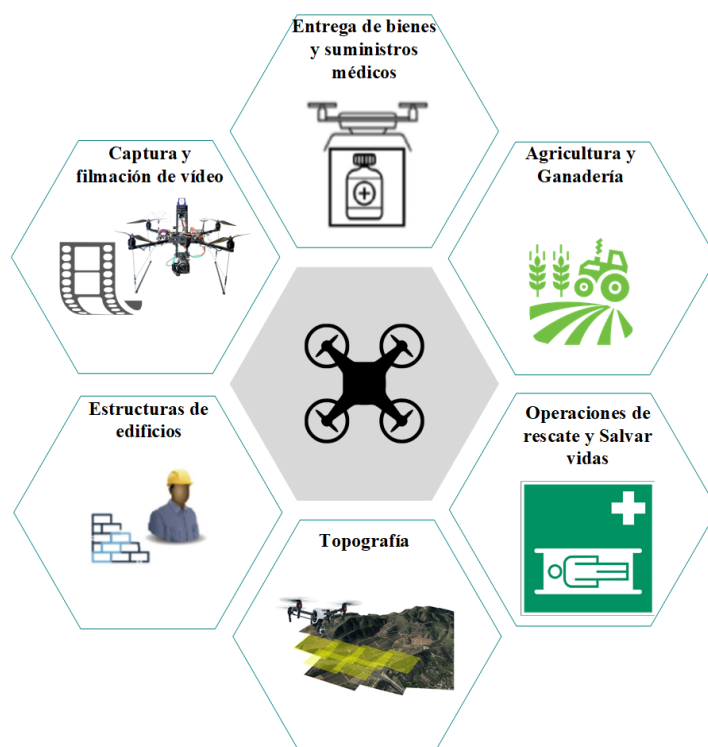 Entrega de bienes
y suministros
médicos
Captura y
filmación de vídeo
Agricultura y
Ganadería
Estructuras de
edificios
Operaciones de
rescate y Salvar
vidas
Topografía